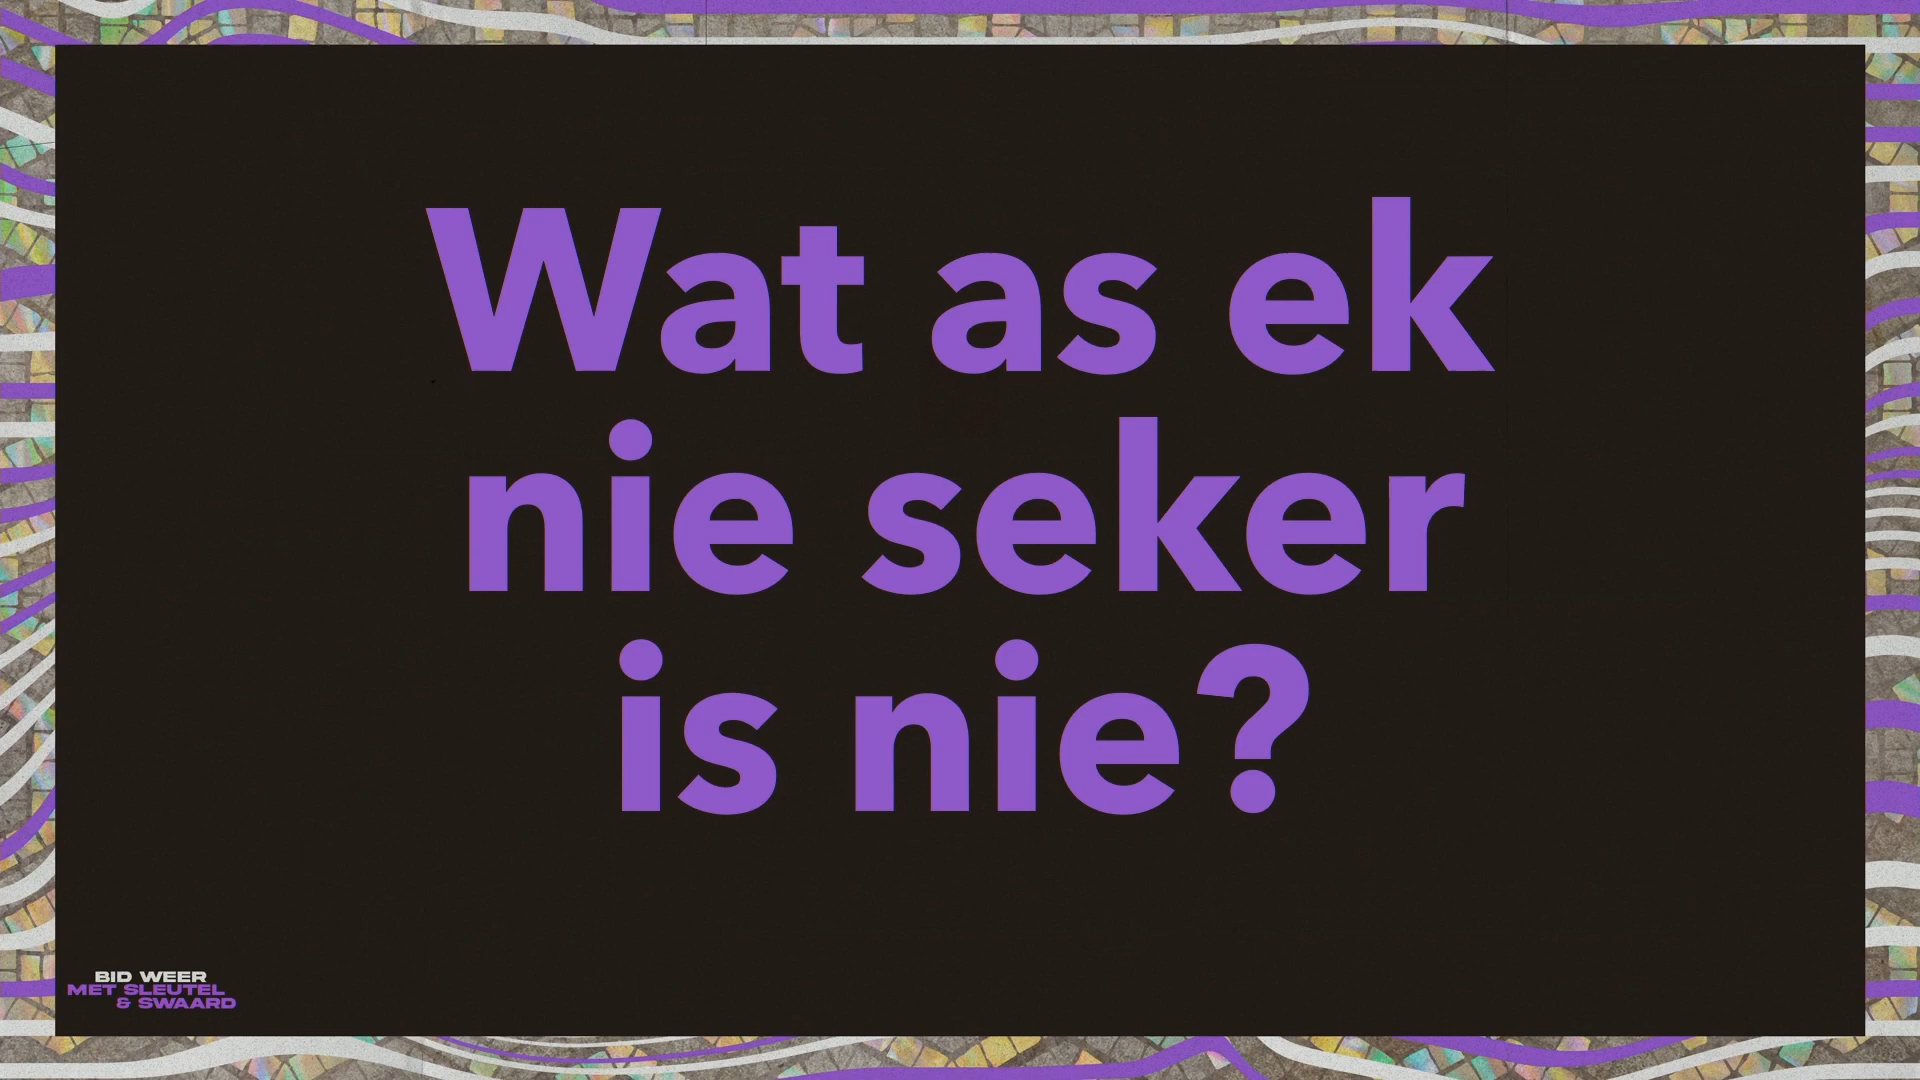 Wat as ek
nie seker
is nie?
BID WEER
MET SLEUTEL
& SWAARD